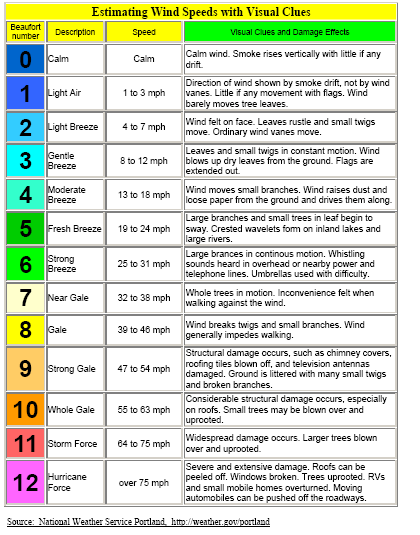 Estimating Wind Speeds with Visual Clues
Beaufort
number
Description
Speed
Visual Clues and Damage Effects
0
Calm
Calm
Calm wind. Smoke rises vertically with little if any
drift.
1
Light Air
1 to 3 mph
Direction of wind shown by smoke drift, not by wind
vanes. Little if any movement with flags. Wind
barely moves tree leaves.
2
Light Breeze
4 to 7 mph
Wind felt on face. Leaves rustle and small twigs
move. Ordinary wind vanes move.
3
Gentle
Breeze
8 to 12 mph
Leaves and small twigs in constant motion. Wind
blows up dry leaves from the ground. Flags are
extended out.
4
Moderate
Breeze
13 to 18 mph
Wind moves small branches. Wind raises dust and
loose paper from the ground and drives them along.
5
Fresh Breeze
19 to 24 mph
Large branches and small trees in leaf begin to
sway. Crested wavelets form on inland lakes and
large rivers.
6
Strong
Breeze
25 to 31 mph
Large brances in continous motion. Whistling
sounds heard in overhead or nearby power and
telephone lines. Umbrellas used with difficulty.
7
Near Gale
32 to 38 mph
Whole trees in motion. Inconvenience felt when
walking against the wind.
8
Gale
39 to 46 mph
Wind breaks twigs and small branches. Wind
generally impedes walking.
9
Strong Gale
47 to 54 mph
Structural damage occurs, such as chimney covers,
roofing tiles blown off, and television antennas
damaged. Ground is littered with many small twigs
and broken branches.
10
Whole Gale
55 to 63 mph
Considerable structural damage occurs, especially
on roofs. Small trees may be blown over and
uprooted.
11
Storm Force
64 to 75 mph
Widespread damage occurs. Larger trees blown
over and uprooted.
12
Hurricane
Force
over 75 mph
Severe and extensive damage. Roofs can be
peeled off. Windows broken. Trees uprooted. RVs
and small mobile homes overturned. Moving
automobiles can be pushed off the roadways.
Source: National Weather Service Portland, http://weather.gov/portland